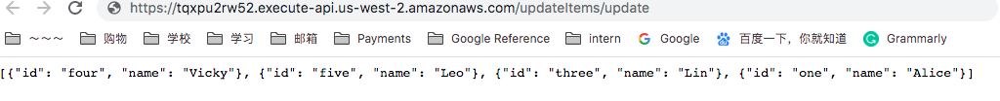 https://tqxpu2rw52.execute-api.us-west-2.amazonaws.com/updateItems/update
～～～ 购物 学校 学习 邮箱 Payments Google Reference intern Google 百度一下，你就知道 Grammarly
[{"id": "four", "name": "Vicky"}, {"id": "five", "name": "Leo"}, {"id": "three", "name": "Lin"}, {"id": "one", "name": "Alice"}]